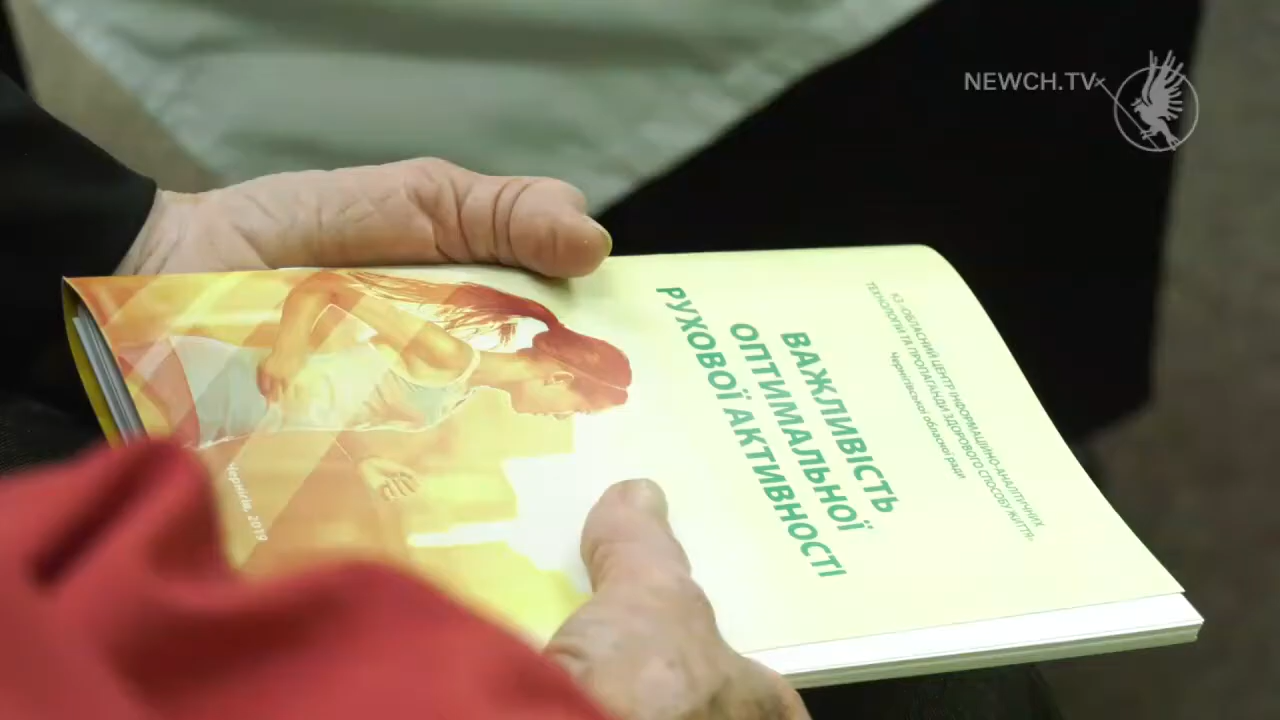 NEWCH.TV
КЗ «ОБЛАСНИЙ ЦЕНТР ІНФОРМАЦІЙНО-АНАЛІТИЧНИХ
ТЕХНОЛОГІЙ ТА ПРОПАГАНДИ ЗДОРОВОГО СПОСОБУ ЖИТТЯ»
Чернігівської обласної ради
ВАЖЛИВІСТЬ
ОПТИМАЛЬНОЇ
РУХОВОЇ АКТИВНОСТІ
Чернігів, 2019